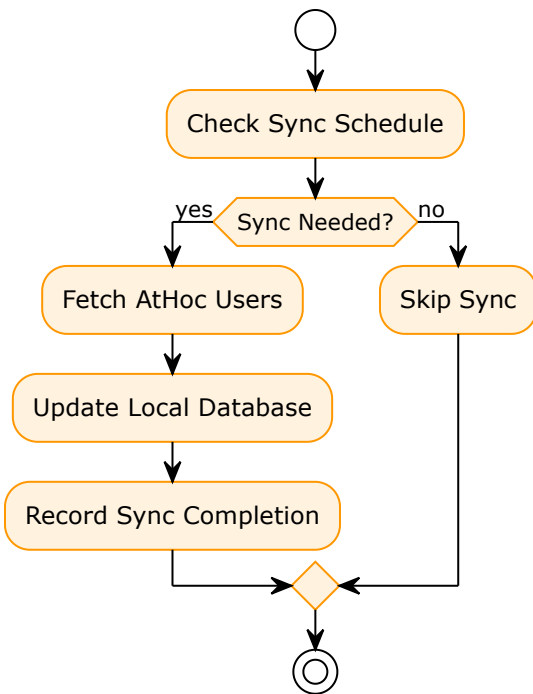 Check Sync Schedule
yes
Sync Needed?
no
Fetch AtHoc Users
Skip Sync
Update Local Database
Record Sync Completion